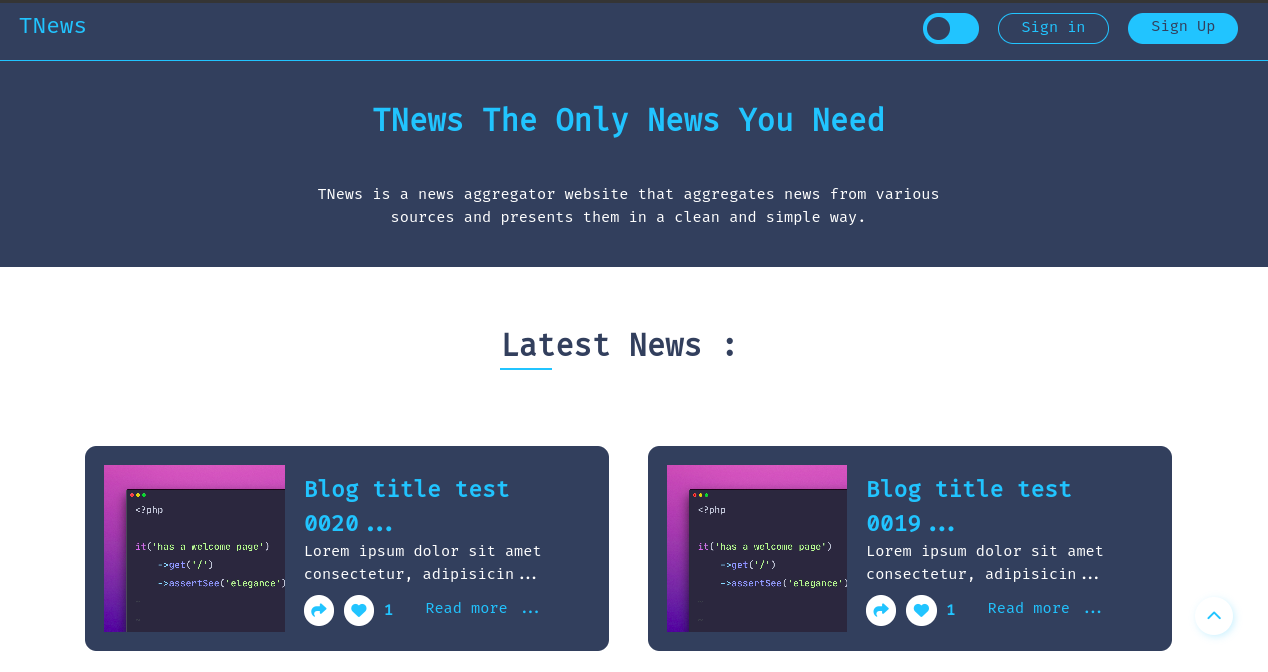 TNews
Sign in
Sign Up
TNews The Only News You Need
TNews is a news aggregator website that aggregates news from various
sources and presents them in a clean and simple way.
Latest News :
<?php
it('has a welcome page')
->get('/')
->assertSee('elegance')
Blog title test
0020...
Lorem ipsum dolor sit amet
consectetur, adipisicin...
1
Read more ...
<?php
it('has a welcome page')
->get('/')
->assertSee('elegance')
Blog title test
0019...
Lorem ipsum dolor sit amet
consectetur, adipisicin...
1
Read more ...